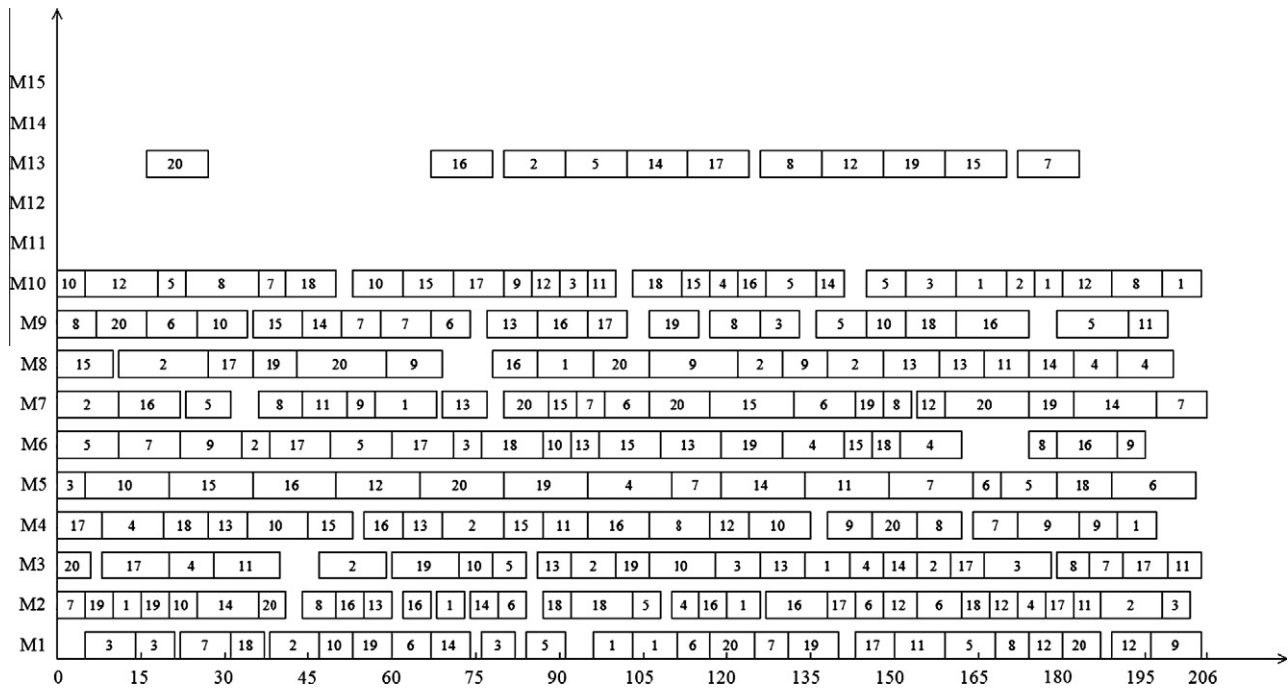 M15
M14
M13 20 16 2 5 14 17 8 12 19 15 7
M12
M11
M10 10 12 5 8 7 18 10 15 17 9 12 3 11 18 15 4 16 5 14 5 3 1 2 1 12 8 1
M9 8 20 6 10 15 14 7 7 6 13 16 17 19 8 3 5 10 18 16 5 11
M8 15 2 17 19 20 9 16 1 20 9 2 9 2 13 13 11 14 4 4
M7 2 16 5 8 11 9 1 13 20 15 7 6 20 15 6 19 8 12 20 19 14 7
M6 5 7 9 2 17 5 17 3 18 10 13 15 13 19 4 15 18 4 8 16 9
M5 3 10 15 16 12 20 19 4 7 14 11 7 6 5 18 6
M4 17 4 18 13 10 15 16 13 2 15 11 16 8 12 10 9 20 8 7 9 9 1
M3 20 17 4 11 2 19 10 5 13 2 19 10 3 13 1 4 14 2 17 3 8 7 17 11
M2 7 19 1 19 10 14 20 8 16 13 16 1 14 6 18 18 5 4 16 1 16 17 6 12 6 18 12 4 17 11 2 3
M1 3 3 7 18 2 10 19 6 14 3 5 1 1 6 20 7 19 17 11 5 8 12 20 12 9
0 15 30 45 60 75 90 105 120 135 150 165 180 195 206